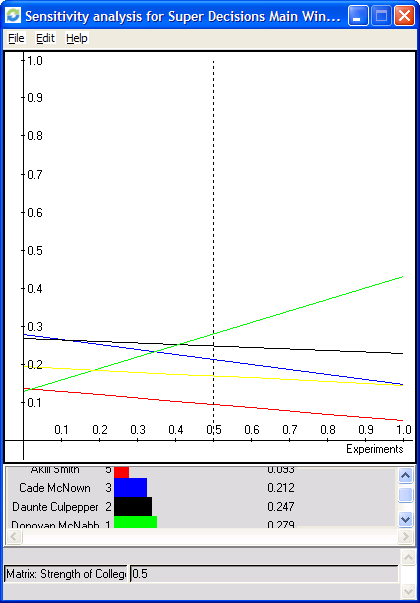 Sensitivity analysis for Super Decisions Main Win...
File Edit Help
1.0
0.9
0.8
0.7
0.6
0.5
0.4
0.3
0.2
0.1
0.1 0.2 0.3 0.4 0.5 0.6 0.7 0.8 0.9 1.0
Experiments
Akili Smith 5 0.093
Cade McNown 3 0.212
Daunte Culpepper 2 0.247
Donovan McNabb 1 0.279
Matrix: Strength of Colleg 0.5